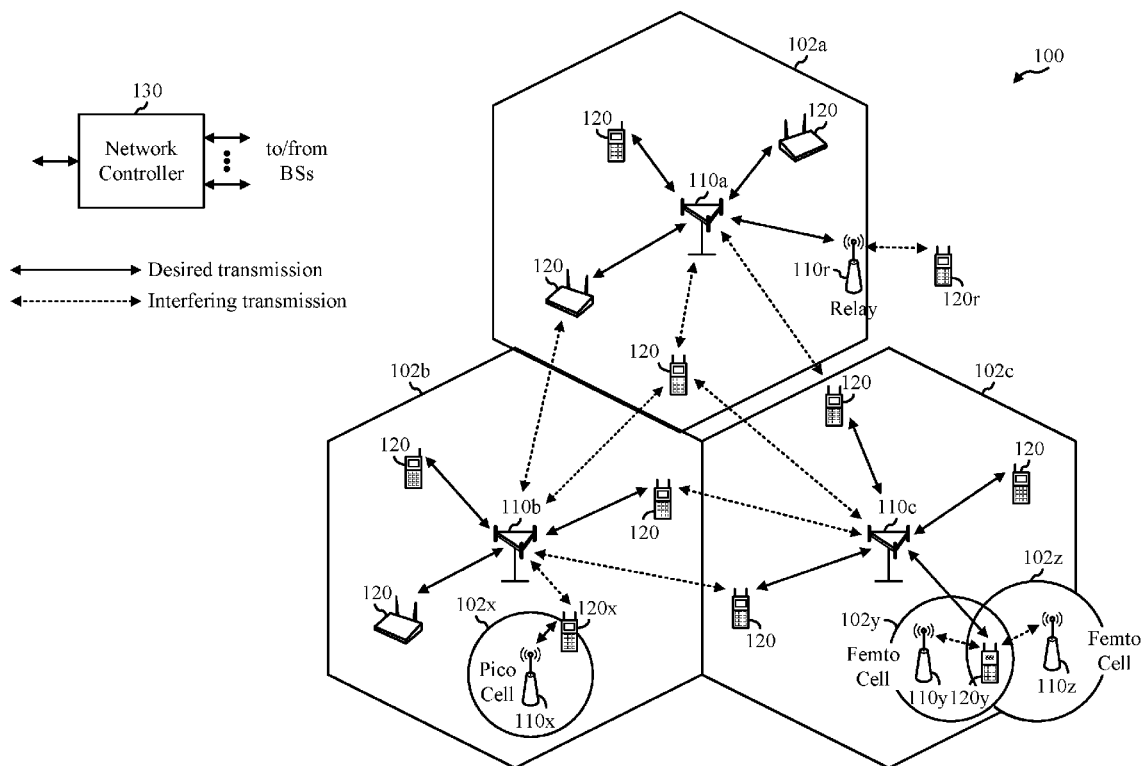 102a
100
130
Network
Controller
to/from
BSs
120
120
110a
Desired transmission
Interfering transmission
120
110r
Relay
120r
120
102b
102c
120
120
120
110b
120
110c
120
120
102x
120x
120
102z
102y
Pico
Cell
110x
Femto
Cell
110y
120y
110z
Femto
Cell